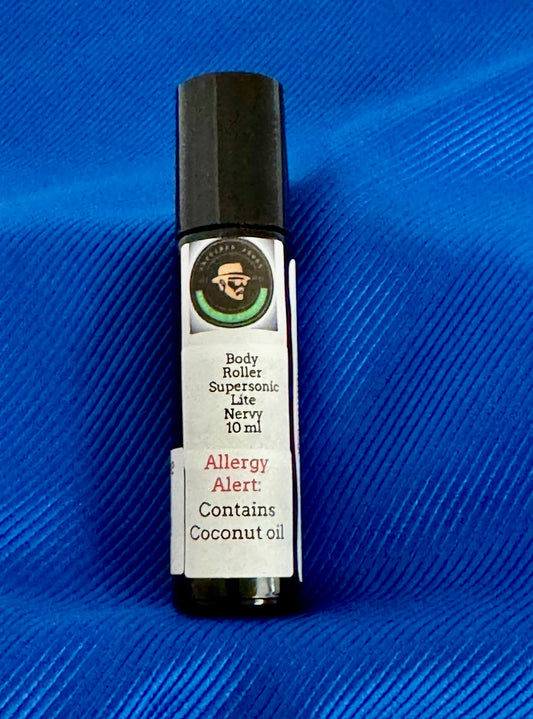 Body
Roller
Supersonic
Lite
Nervy
10 ml
Allergy
Alert:
Contains
Coconut oil